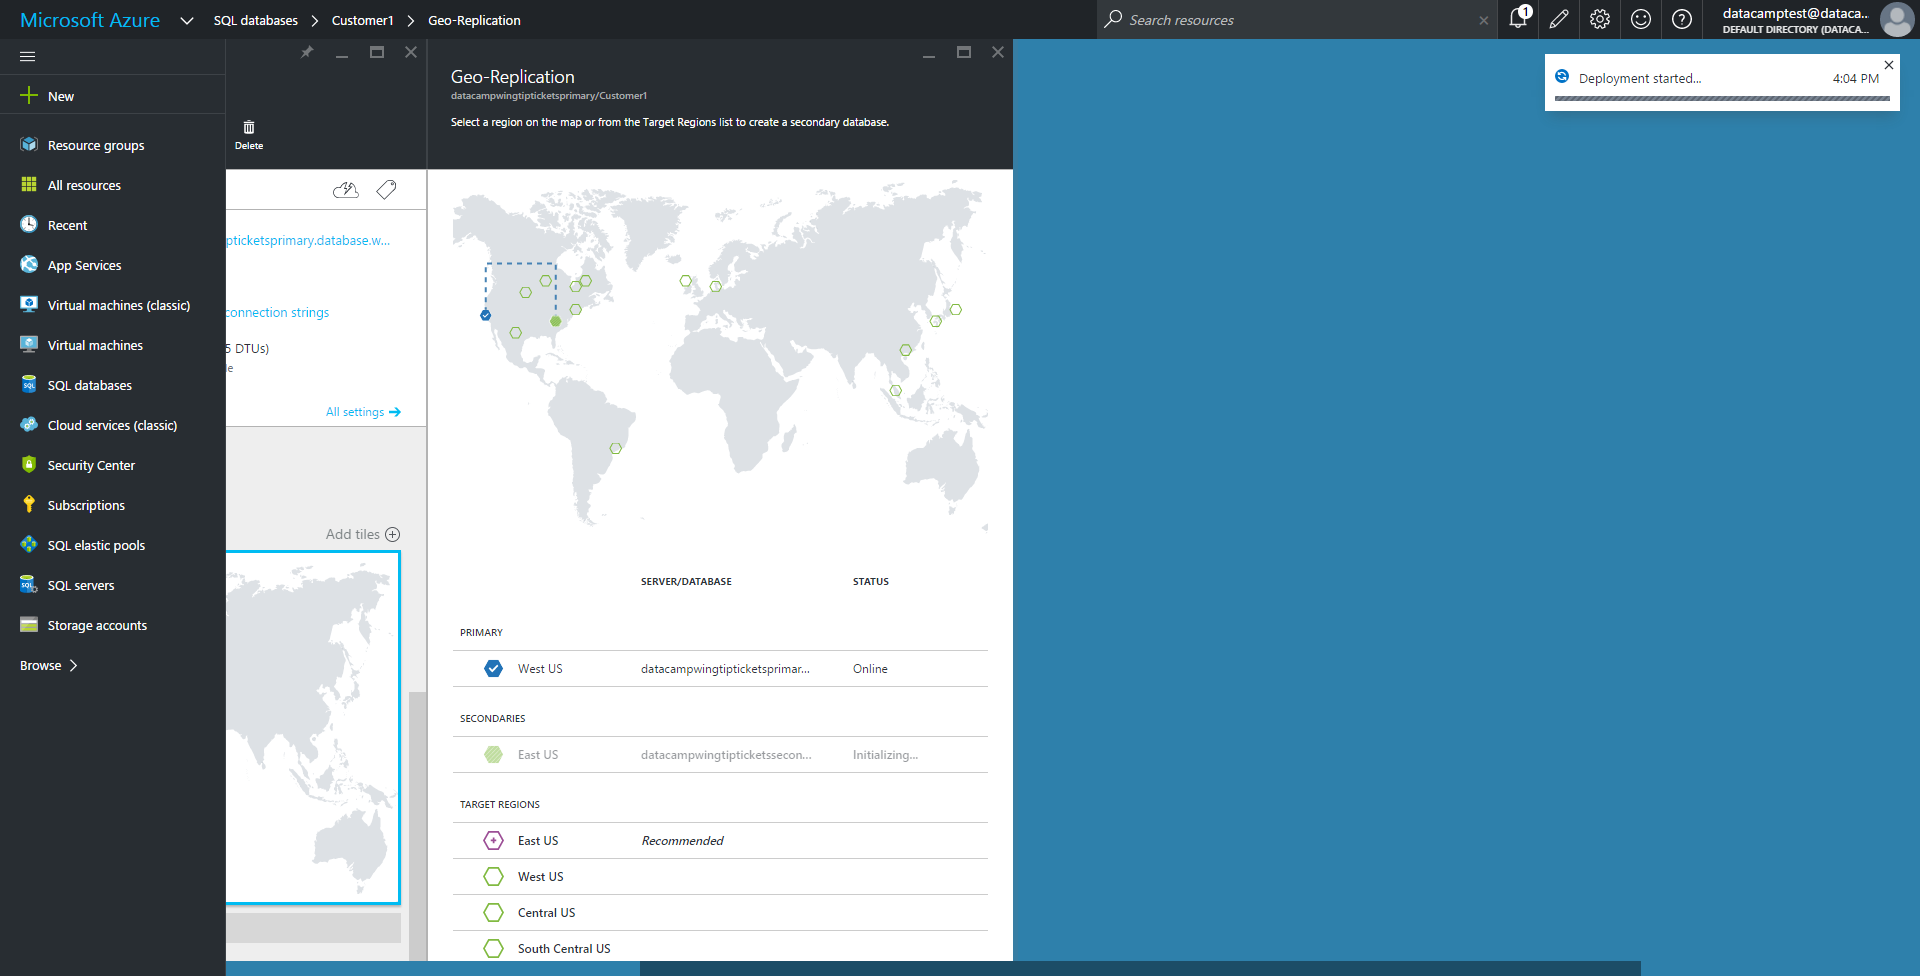 Microsoft Azure
SQL databases
Customer1
Geo-Replication
Search resources
1
datacamptest@dataca...
DEFAULT DIRECTORY (DATACA...
New
Resource groups
All resources
Recent
App Services
Virtual machines (classic)
Virtual machines
SQL databases
Cloud services (classic)
Security Center
Subscriptions
SQL elastic pools
SQL servers
Storage accounts
Browse
Delete
pticketsprimary.database.w...
connection strings
5 DTUs)
le
All settings
Add tiles
Geo-Replication
datacampwingtipticketsprimary/Customer1
Select a region on the map or from the Target Regions list to create a secondary database.
SERVER/DATABASE STATUS
PRIMARY
West US datacampwingtipticketsprimar... Online
SECONDARIES
East US datacampwingtipticketssecon... Initializing...
TARGET REGIONS
East US Recommended
West US
Central US
South Central US
Deployment started... 4:04 PM